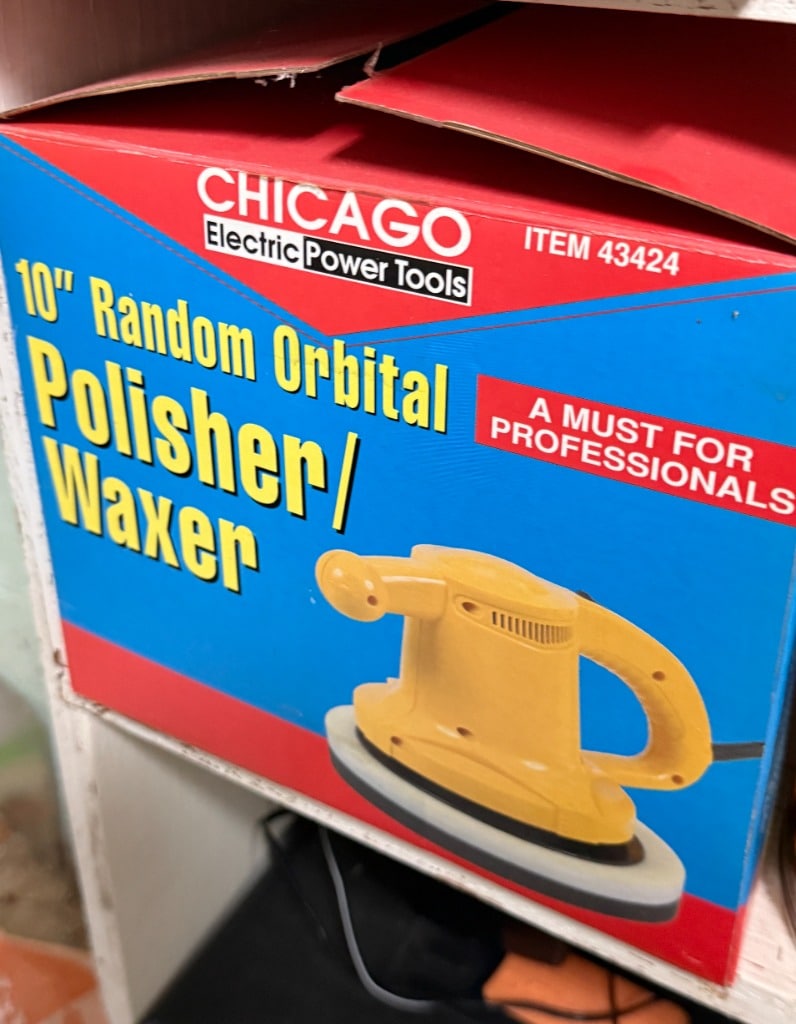 CHICAGO
Electric Power Tools
ITEM 43424
10" Random Orbital
Polisher/
Waxer
A MUST FOR
PROFESSIONALS